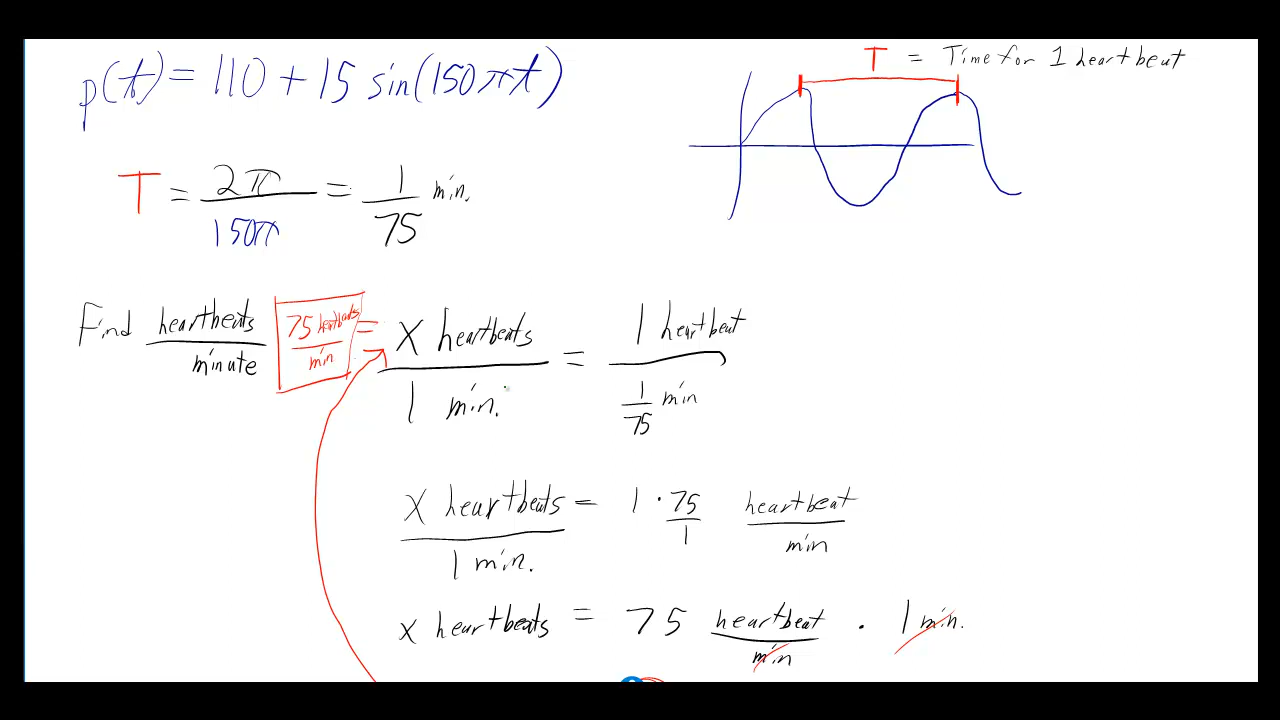 p(t) = 110 + 15 sin(150πt)
T = Time for 1 heartbeat
T = 2π/150π = 1/75 min.
Find heartbeats/minute 75 heartbeats/min = x heartbeats/1 min. = 1 heartbeat/(1/75 min)
x heartbeats/1 min. = 1 · 75/1 heartbeat/min
x heartbeats = 75 heartbeat/min · 1 min.